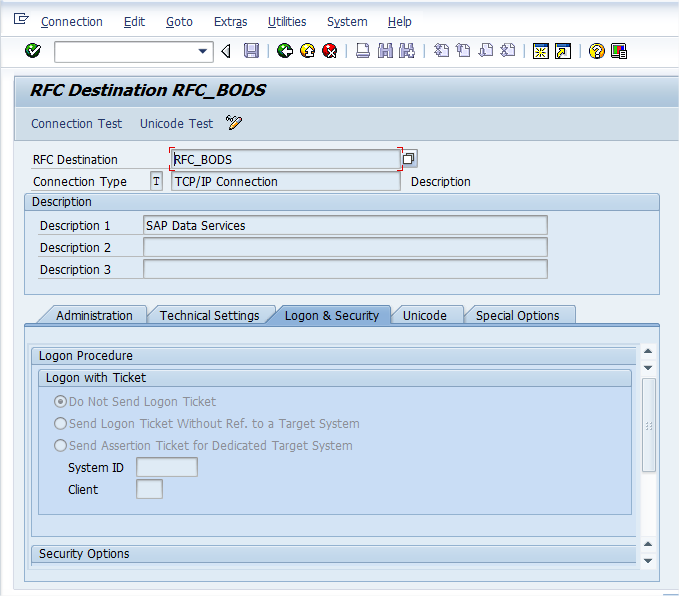 Connection Edit Goto Extras Utilities System Help
RFC Destination RFC_BODS
Connection Test Unicode Test
RFC Destination RFC_BODS
Connection Type T TCP/IP Connection Description
Description
Description 1 SAP Data Services
Description 2
Description 3
Administration Technical Settings Logon & Security Unicode Special Options
Logon Procedure
Logon with Ticket
Do Not Send Logon Ticket
Send Logon Ticket Without Ref. to a Target System
Send Assertion Ticket for Dedicated Target System
System ID
Client
Security Options